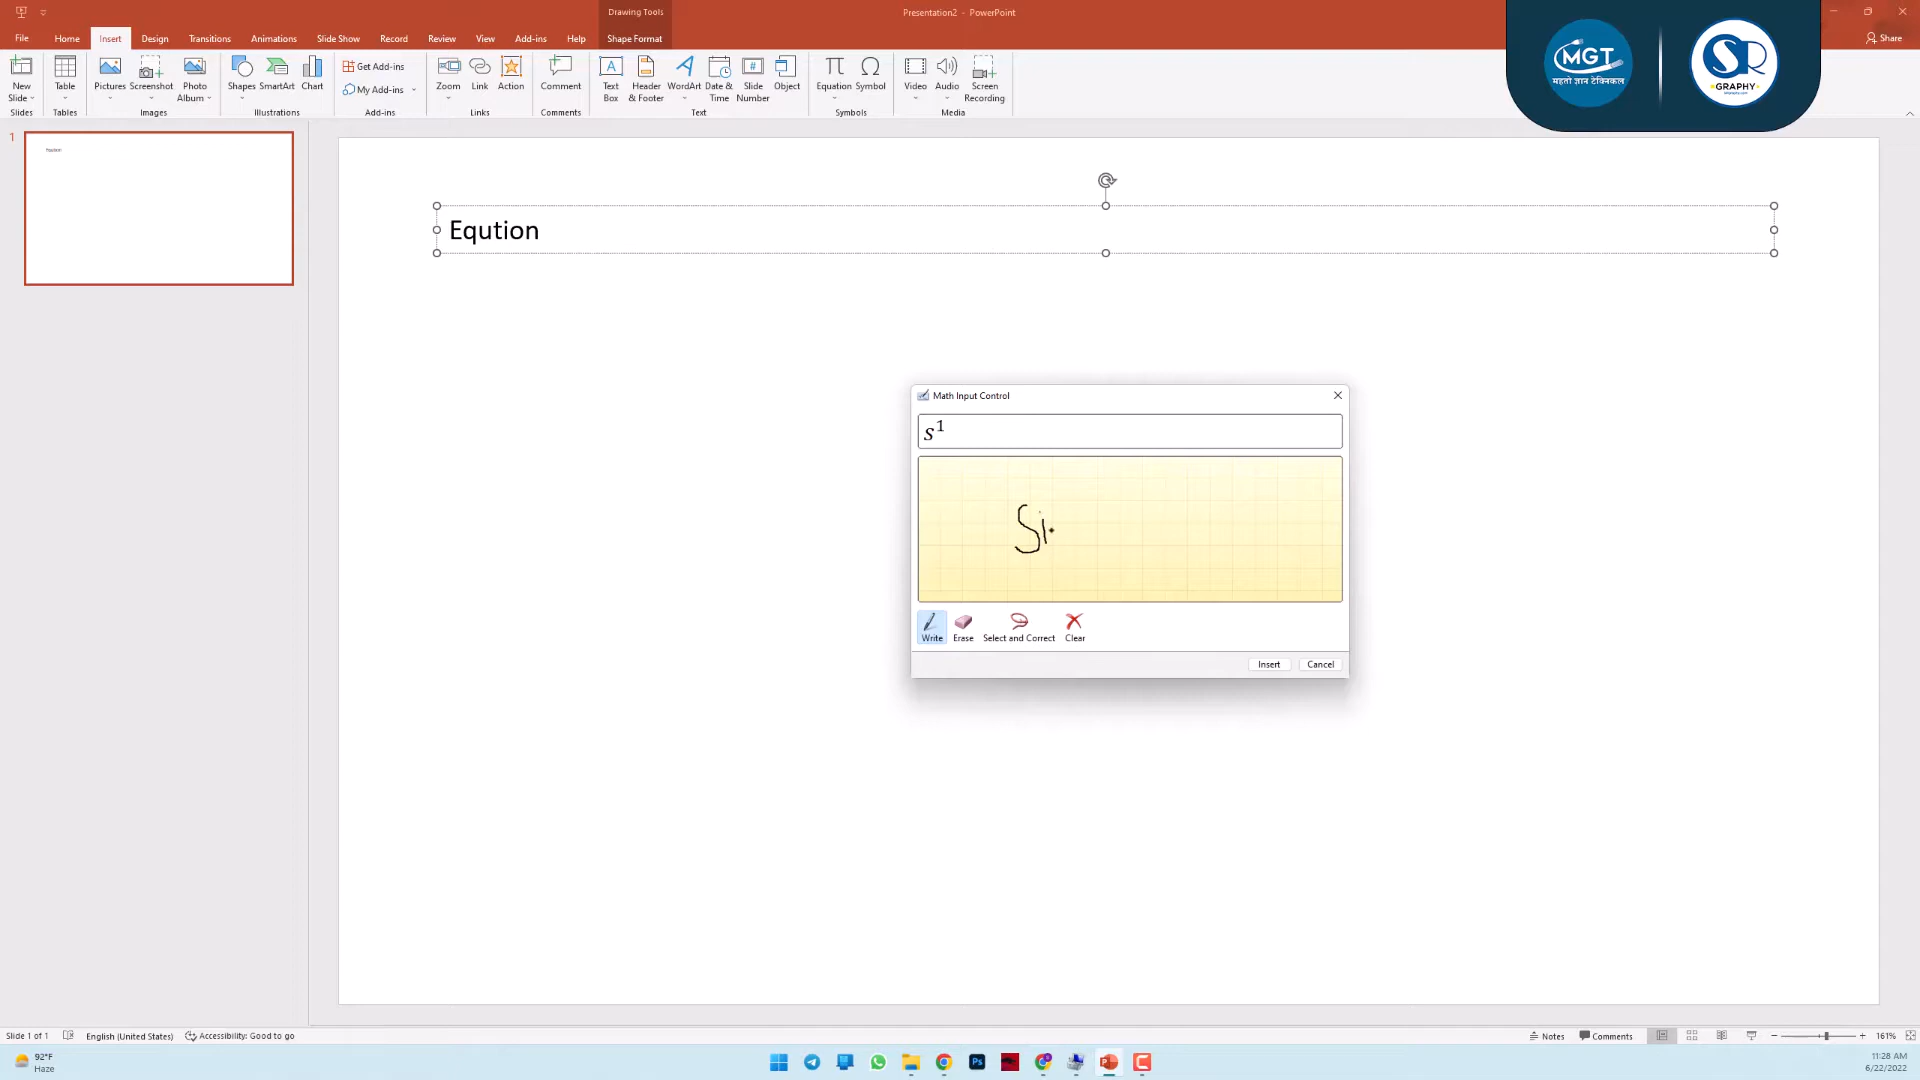 Drawing Tools
Presentation2 - PowerPoint
File Home Insert Design Transitions Animations Slide Show Record Review View Add-ins Help Shape Format
Share
New Slide
Table
Pictures
Screenshot
Photo Album
Shapes
SmartArt
Chart
Get Add-ins
My Add-ins
Zoom
Link
Action
Comment
Text Box
Header & Footer
WordArt
Date & Time
Slide Number
Object
Equation
Symbol
Video
Audio
Screen Recording
Slides Tables Images Illustrations Add-ins Links Comments Text Symbols Media
MGT
महतो ज्ञान टेक्निकल
SR
GRAPHY
1
Eqution
Math Input Control
s¹
Si
Write Erase Select and Correct Clear
Insert Cancel
Slide 1 of 1 English (United States) Accessibility: Good to go
Notes Comments 161%
92°F
Haze
Ps
11:28 AM
6/22/2022